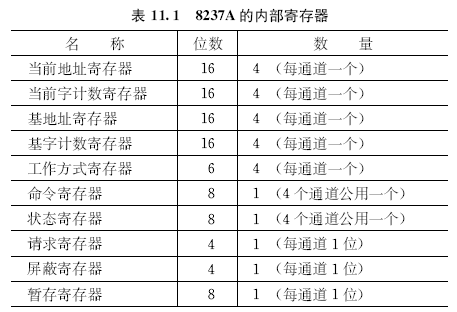 表 11.1 8237A 的内部寄存器
名 称 位数 数 量
当前地址寄存器 16 4 (每通道一个)
当前字计数寄存器 16 4 (每通道一个)
基地址寄存器 16 4 (每通道一个)
基字计数寄存器 16 4 (每通道一个)
工作方式寄存器 6 4 (每通道一个)
命令寄存器 8 1 (4个通道公用一个)
状态寄存器 8 1 (4个通道公用一个)
请求寄存器 4 1 (每通道1位)
屏蔽寄存器 4 1 (每通道1位)
暂存寄存器 8 1 (每通道1位)